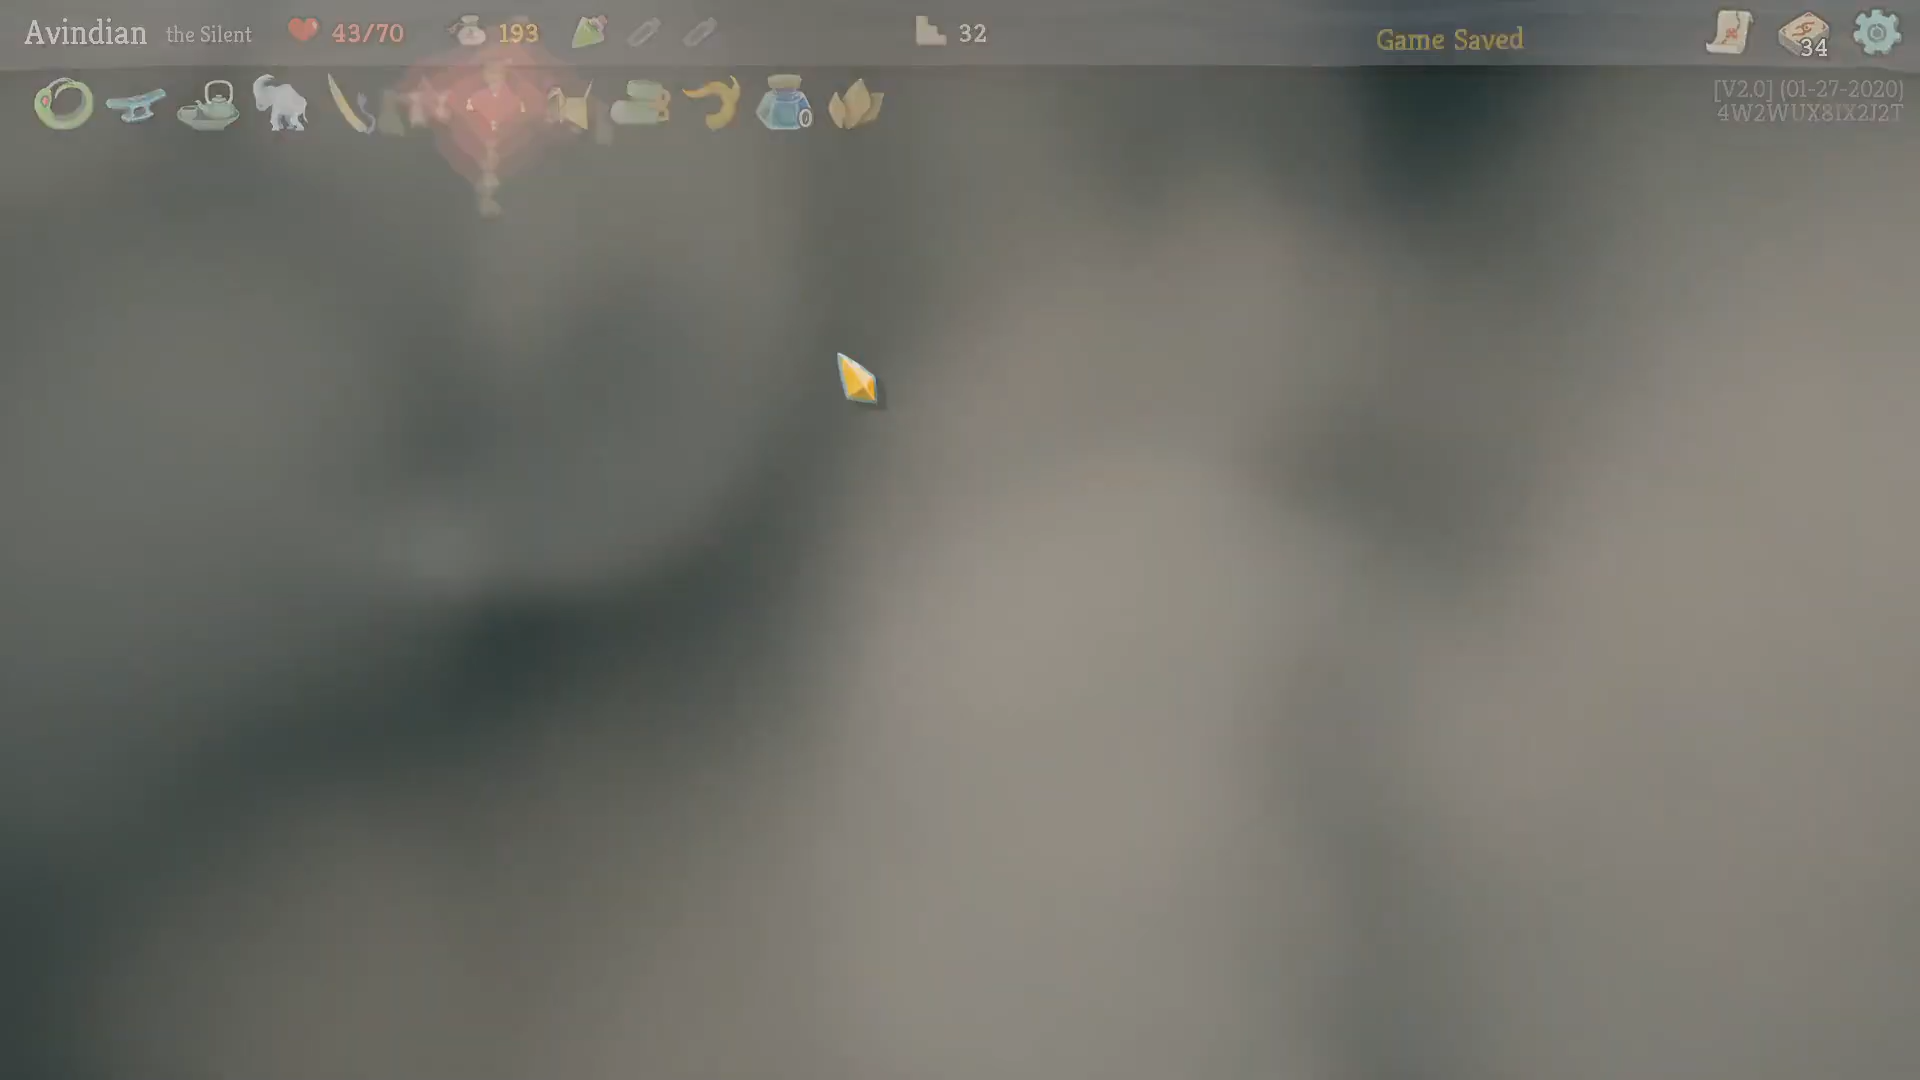 Avindian the Silent 43/70 193 32 Game Saved 34
[V2.0] (01-27-2020)
0
4W2WUX8IX2J2T